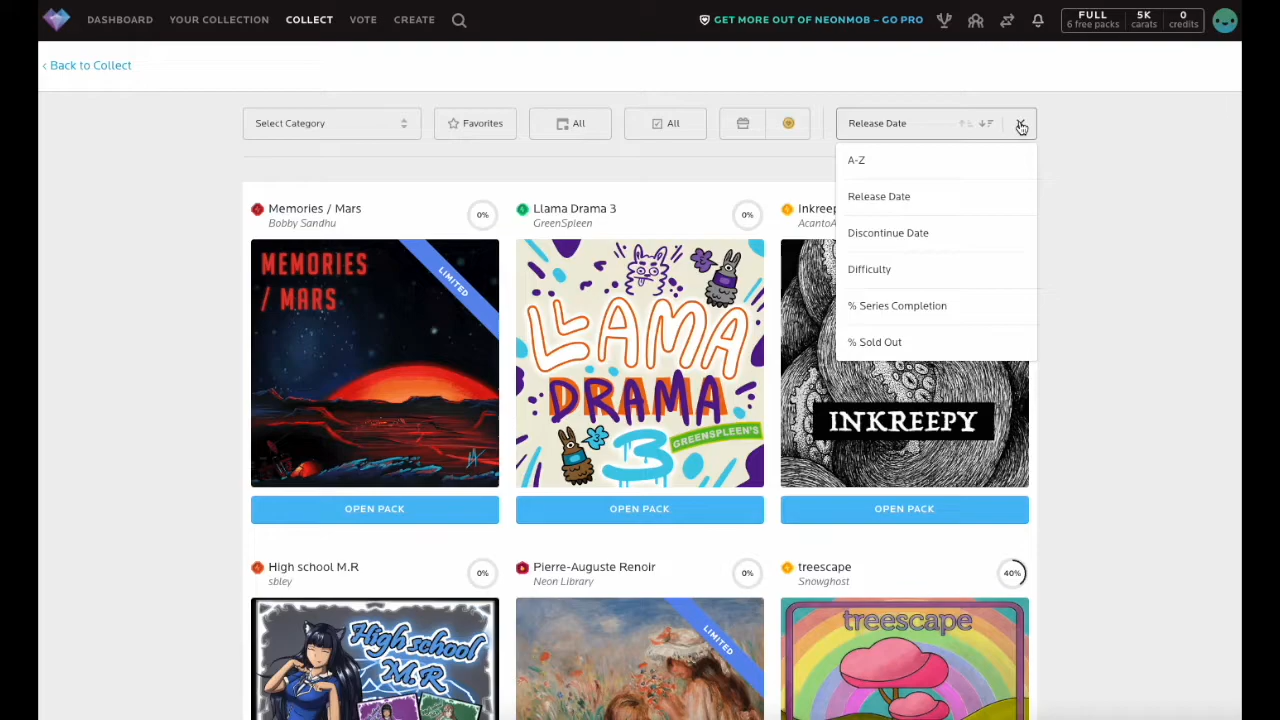 DASHBOARD YOUR COLLECTION COLLECT VOTE CREATE GET MORE OUT OF NEONMOB – GO PRO FULL 6 free packs 5K carats 0 credits
‹ Back to Collect
Select Category Favorites All All Release Date
A-Z
Release Date
Discontinue Date
Difficulty
% Series Completion
% Sold Out
Memories / Mars 0%
Bobby Sandhu
MEMORIES
/ MARS
LIMITED
OPEN PACK
Llama Drama 3 0%
GreenSpleen
LLAMA
DRAMA
3
GREENSPLEEN'S
OPEN PACK
INKREEPY
OPEN PACK
High school M.R 0%
sbley
High school
M.R
Pierre-Auguste Renoir 0%
Neon Library
LIMITED
treescape 40%
Snowghost
treescape